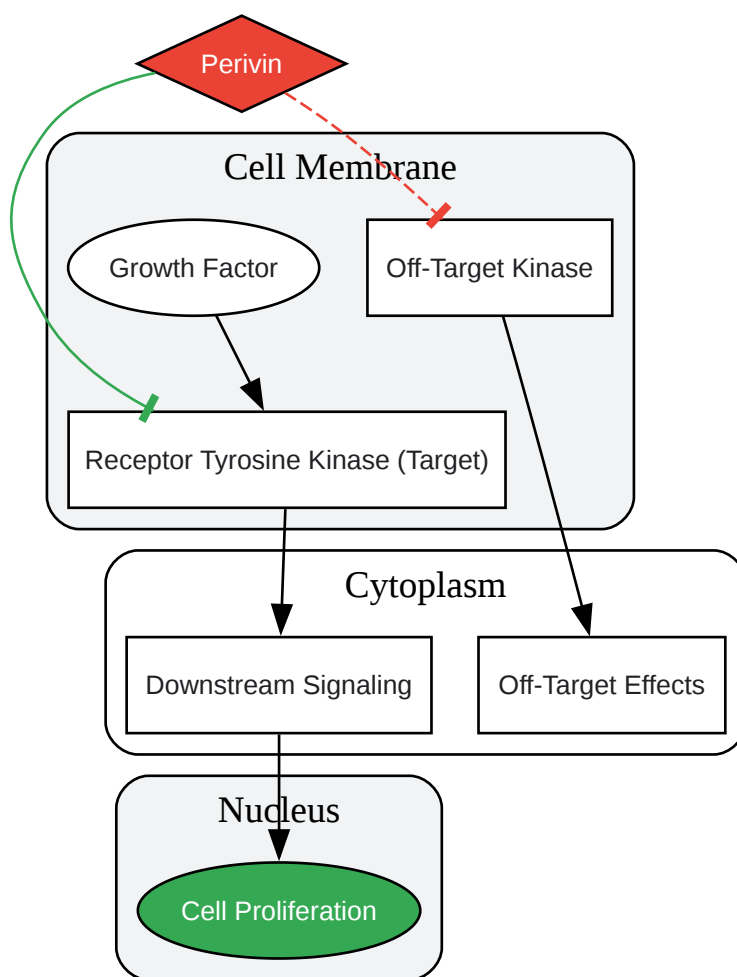 Perivin
Cell Membrane
Growth Factor
Off-Target Kinase
Receptor Tyrosine Kinase (Target)
Cytoplasm
Downstream Signaling
Off-Target Effects
Nucleus
Cell Proliferation